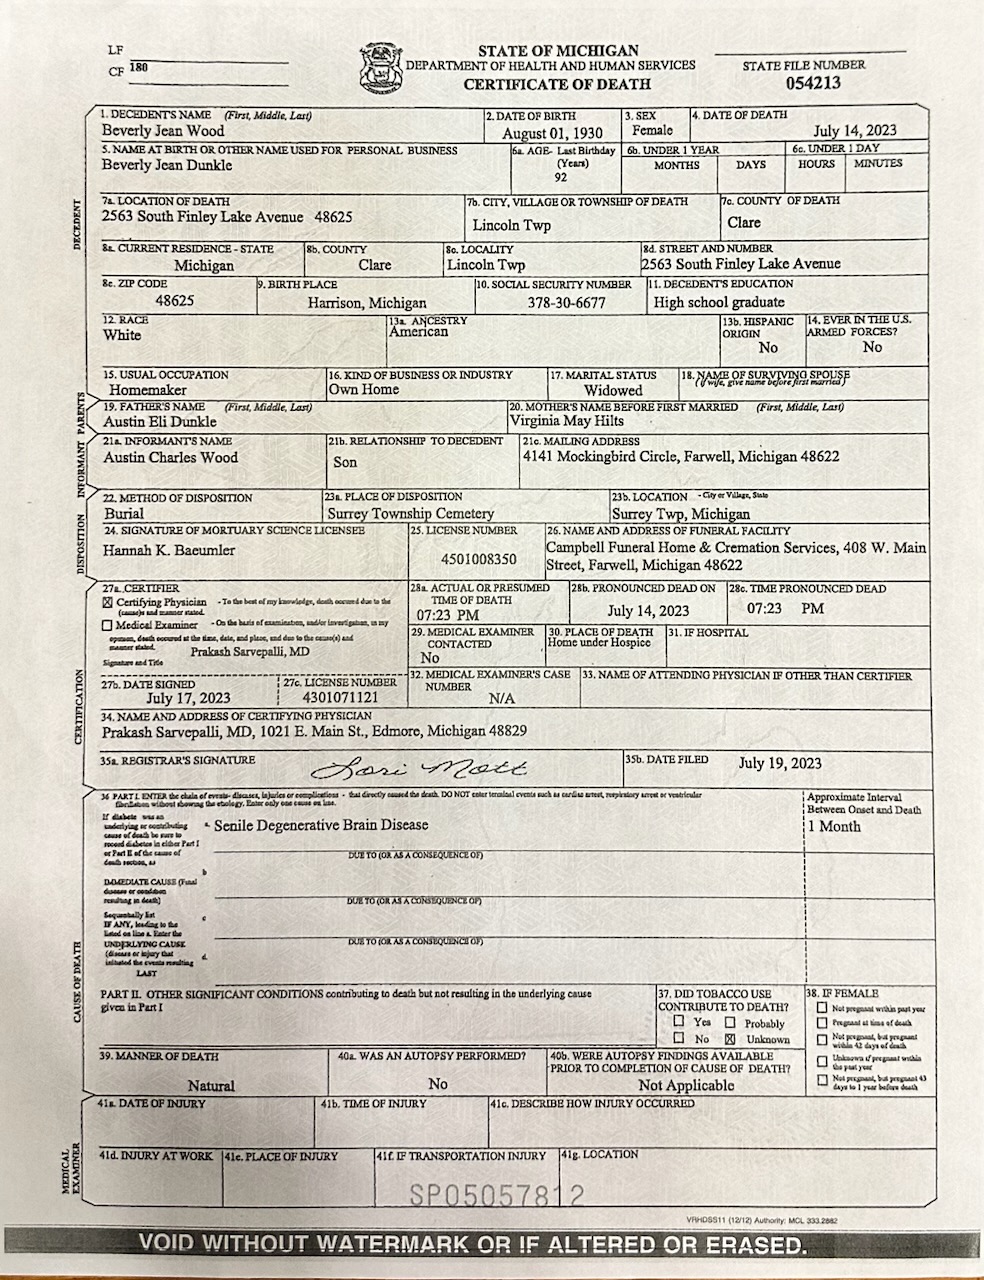 LF
CF 180
STATE OF MICHIGAN
DEPARTMENT OF HEALTH AND HUMAN SERVICES
CERTIFICATE OF DEATH
STATE FILE NUMBER
054213
DECEDENT
1. DECEDENT'S NAME (First, Middle, Last)
Beverly Jean Wood
2. DATE OF BIRTH
August 01, 1930
3. SEX
Female
4. DATE OF DEATH
July 14, 2023
5. NAME AT BIRTH OR OTHER NAME USED FOR PERSONAL BUSINESS
Beverly Jean Dunkle
6a. AGE- Last Birthday
(Years)
92
6b. UNDER 1 YEAR
MONTHS DAYS
6c. UNDER 1 DAY
HOURS MINUTES
7a. LOCATION OF DEATH
2563 South Finley Lake Avenue 48625
7b. CITY, VILLAGE OR TOWNSHIP OF DEATH
Lincoln Twp
7c. COUNTY OF DEATH
Clare
8a. CURRENT RESIDENCE - STATE
Michigan
8b. COUNTY
Clare
8c. LOCALITY
Lincoln Twp
8d. STREET AND NUMBER
2563 South Finley Lake Avenue
8e. ZIP CODE
48625
9. BIRTH PLACE
Harrison, Michigan
10. SOCIAL SECURITY NUMBER
378-30-6677
11. DECEDENT'S EDUCATION
High school graduate
12. RACE
White
13a. ANCESTRY
American
13b. HISPANIC
ORIGIN
No
14. EVER IN THE U.S.
ARMED FORCES?
No
15. USUAL OCCUPATION
Homemaker
16. KIND OF BUSINESS OR INDUSTRY
Own Home
17. MARITAL STATUS
Widowed
18. NAME OF SURVIVING SPOUSE
(If wife, give name before first married)
PARENTS
19. FATHER'S NAME (First, Middle, Last)
Austin Eli Dunkle
20. MOTHER'S NAME BEFORE FIRST MARRIED (First, Middle, Last)
Virginia May Hilts
INFORMANT
21a. INFORMANT'S NAME
Austin Charles Wood
21b. RELATIONSHIP TO DECEDENT
Son
21c. MAILING ADDRESS
4141 Mockingbird Circle, Farwell, Michigan 48622
DISPOSITION
22. METHOD OF DISPOSITION
Burial
23a. PLACE OF DISPOSITION
Surrey Township Cemetery
23b. LOCATION - City or Village, State
Surrey Twp, Michigan
24. SIGNATURE OF MORTUARY SCIENCE LICENSEE
Hannah K. Baeumler
25. LICENSE NUMBER
4501008350
26. NAME AND ADDRESS OF FUNERAL FACILITY
Campbell Funeral Home & Cremation Services, 408 W. Main
Street, Farwell, Michigan 48622
CERTIFICATION
27a. CERTIFIER
☒ Certifying Physician - To the best of my knowledge, death occurred due to the
(cause)s and manner stated.
☐ Medical Examiner - On the basis of examination, and/or investigation, in my
opinion, death occurred at the time, date, and place, and due to the cause(s) and
manner stated.
Prakash Sarvepalli, MD
Signature and Title
28a. ACTUAL OR PRESUMED
TIME OF DEATH
07:23 PM
28b. PRONOUNCED DEAD ON
July 14, 2023
28c. TIME PRONOUNCED DEAD
07:23 PM
29. MEDICAL EXAMINER
CONTACTED
No
30. PLACE OF DEATH
Home under Hospice
31. IF HOSPITAL
27b. DATE SIGNED
July 17, 2023
27c. LICENSE NUMBER
4301071121
32. MEDICAL EXAMINER'S CASE
NUMBER
N/A
33. NAME OF ATTENDING PHYSICIAN IF OTHER THAN CERTIFIER
34. NAME AND ADDRESS OF CERTIFYING PHYSICIAN
Prakash Sarvepalli, MD, 1021 E. Main St., Edmore, Michigan 48829
35a. REGISTRAR'S SIGNATURE
Lori Mott
35b. DATE FILED
July 19, 2023
CAUSE OF DEATH
36 PART I. ENTER the chain of events- diseases, injuries or complications - that directly caused the death. DO NOT enter terminal events such as cardiac arrest, respiratory arrest or ventricular
fibrillation without showing the etiology. Enter only one cause on line.
Approximate Interval
Between Onset and Death
If diabetes was an
underlying or contributing
cause of death be sure to
record diabetes in either Part I
or Part II of the cause of
death section, as
a. Senile Degenerative Brain Disease
1 Month
DUE TO (OR AS A CONSEQUENCE OF)
b
IMMEDIATE CAUSE (Final
disease or condition
resulting in death)
DUE TO (OR AS A CONSEQUENCE OF)
c
Sequentially list
IF ANY, leading to the
listed on line a. Enter the
UNDERLYING CAUSE
(disease or injury that
initiated the events resulting
LAST
DUE TO (OR AS A CONSEQUENCE OF)
d.
PART II. OTHER SIGNIFICANT CONDITIONS contributing to death but not resulting in the underlying cause
given in Part I
37. DID TOBACCO USE
CONTRIBUTE TO DEATH?
☐ Yes ☐ Probably
☐ No ☒ Unknown
38. IF FEMALE
☐ Not pregnant within past year
☐ Pregnant at time of death
☐ Not pregnant, but pregnant
within 42 days of death
☐ Unknown if pregnant within
the past year
☐ Not pregnant, but pregnant 43
days to 1 year before death
39. MANNER OF DEATH
Natural
40a. WAS AN AUTOPSY PERFORMED?
No
40b. WERE AUTOPSY FINDINGS AVAILABLE
PRIOR TO COMPLETION OF CAUSE OF DEATH?
Not Applicable
MEDICAL
EXAMINER
41a. DATE OF INJURY
41b. TIME OF INJURY
41c. DESCRIBE HOW INJURY OCCURRED
41d. INJURY AT WORK
41e. PLACE OF INJURY
41f. IF TRANSPORTATION INJURY
41g. LOCATION
SP05057812
VRHDSS11 (12/12) Authority: MCL 333.2882
VOID WITHOUT WATERMARK OR IF ALTERED OR ERASED.